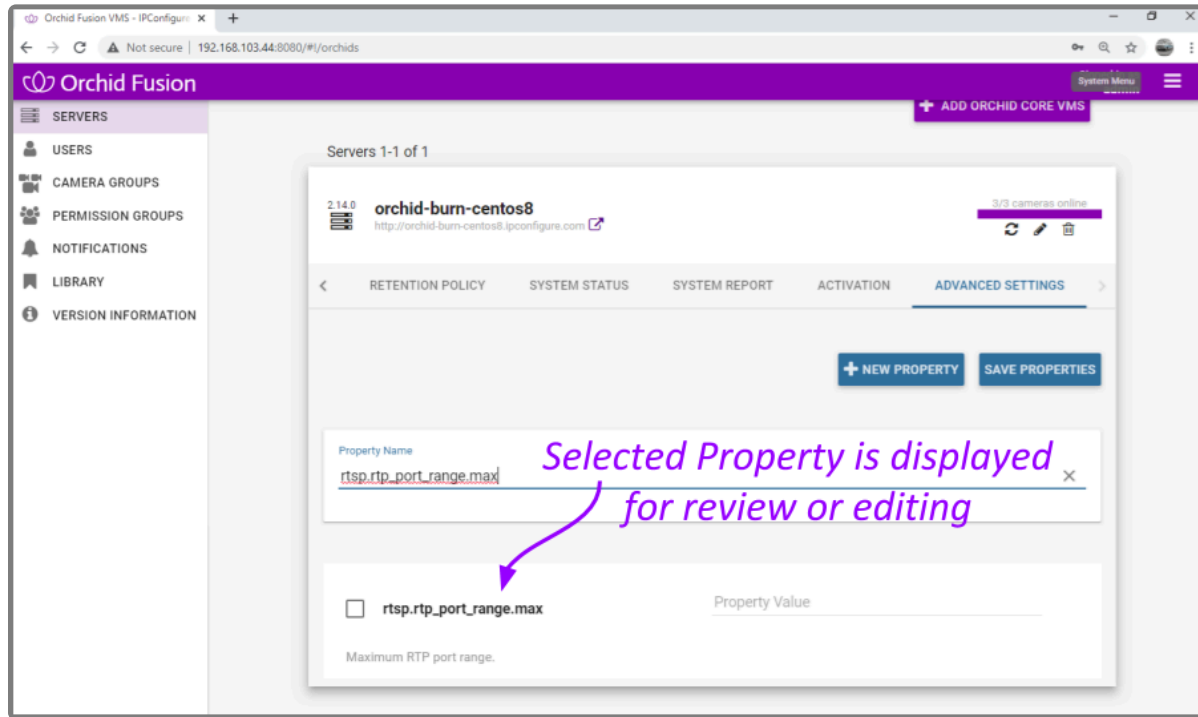 Orchid Fusion VMS - IPConfigure
Not secure | 192.168.103.44:8080/#!/orchids
Orchid Fusion
System Menu
SERVERS
ADD ORCHID CORE VMS
USERS
CAMERA GROUPS
PERMISSION GROUPS
NOTIFICATIONS
LIBRARY
VERSION INFORMATION
Servers 1-1 of 1
2.14.0
orchid-burn-centos8
http://orchid-burn-centos8.ipconfigure.com
3/3 cameras online
RETENTION POLICY SYSTEM STATUS SYSTEM REPORT ACTIVATION ADVANCED SETTINGS
NEW PROPERTY SAVE PROPERTIES
Property Name
rtsp.rtp_port_range.max
Selected Property is displayed
for review or editing
rtsp.rtp_port_range.max
Property Value
Maximum RTP port range.